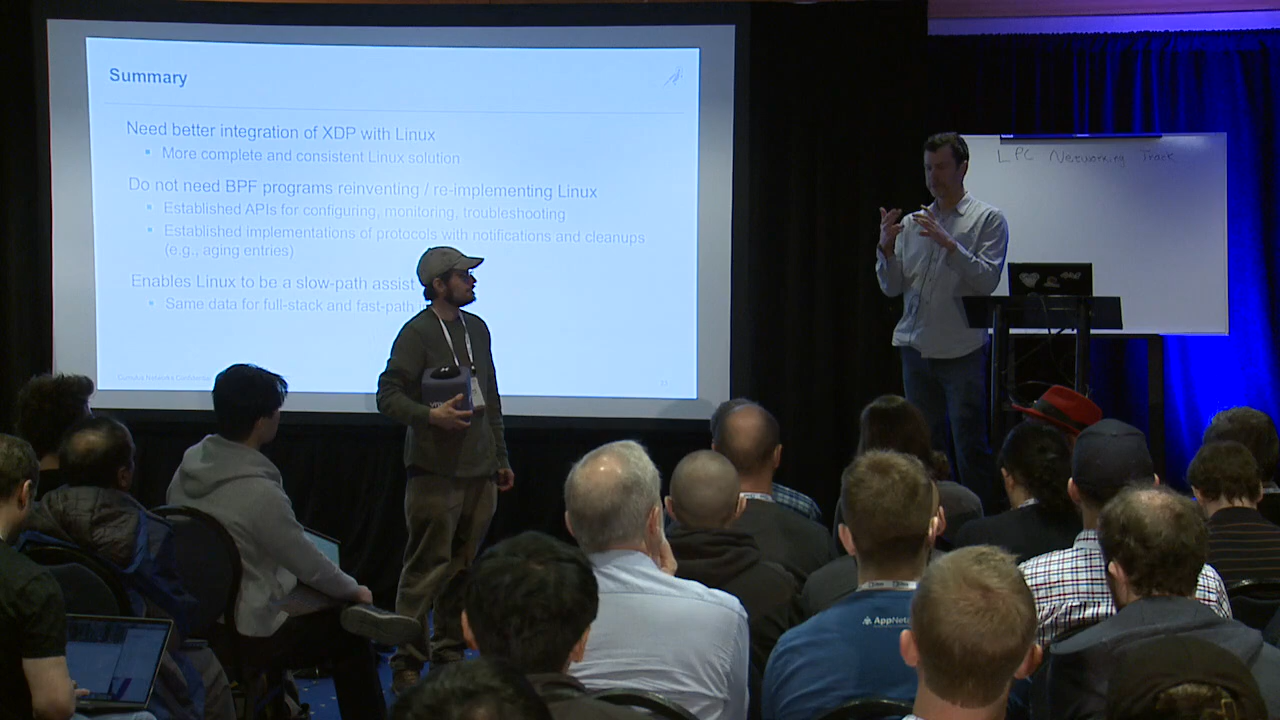 Summary
Need better integration of XDP with Linux
▪ More complete and consistent Linux solution
Do not need BPF programs reinventing / re-implementing Linux
▪ Established APIs for configuring, monitoring, troubleshooting
▪ Established implementations of protocols with notifications and cleanups
(e.g., aging entries)
Enables Linux to be a slow-path assist
▪ Same data for full-stack and fast-path
Cumulus Networks Confidential
LPC Networking Track